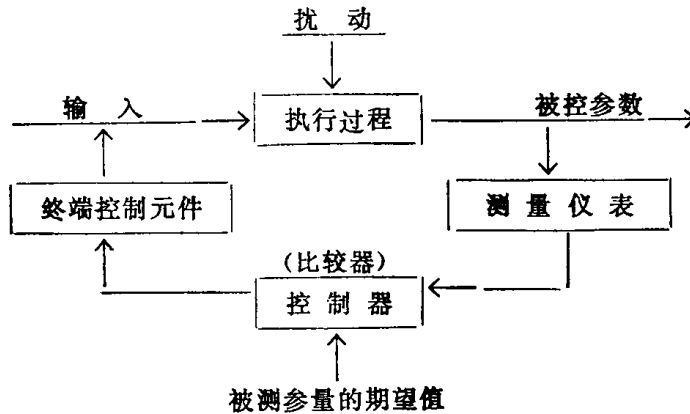 扰 动
输 入
执行过程
被控参数
终端控制元件
测 量 仪 表
(比较器)
控 制 器
被测参量的期望值